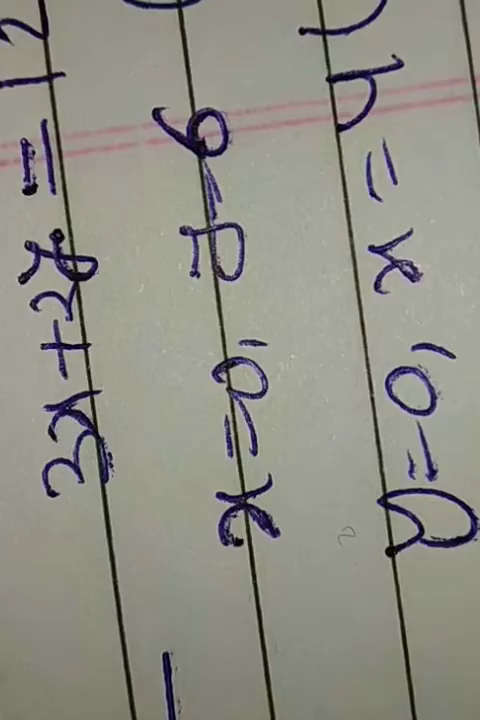 3x+2y = 12
x = 0, y = 6
y = 0, x = 4